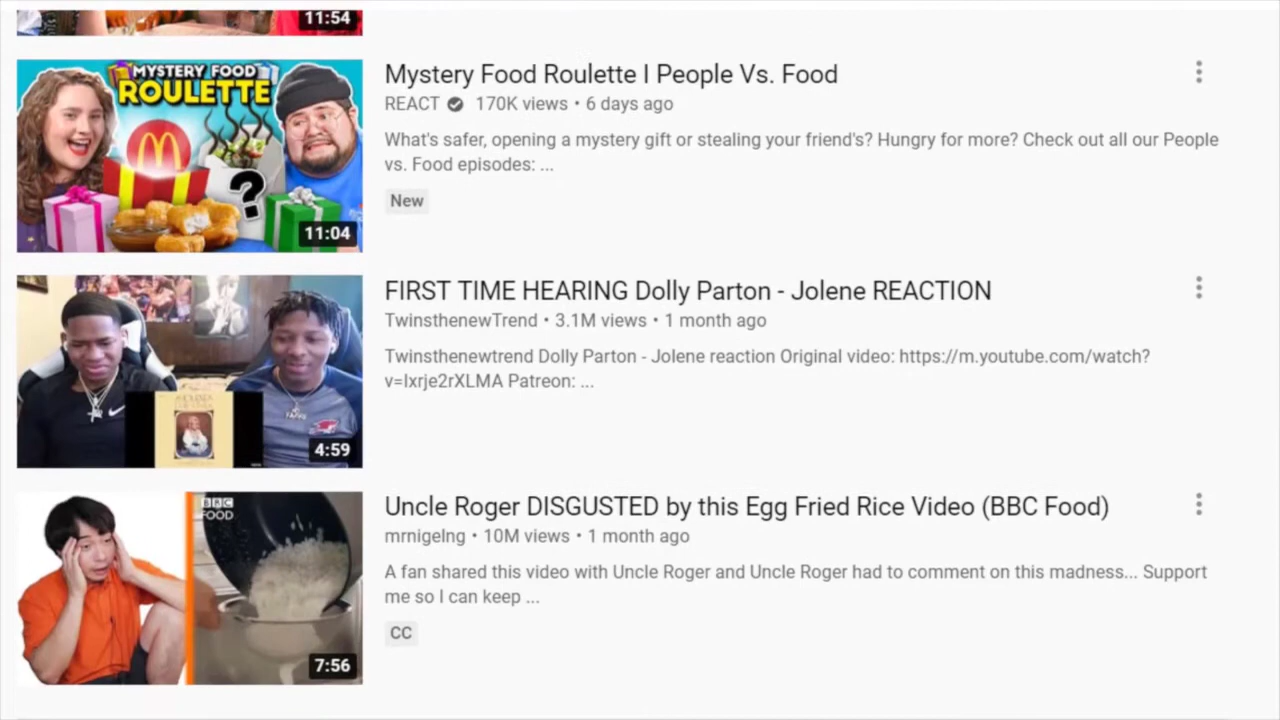 11:54
MYSTERY FOOD
ROULETTE
?
11:04
Mystery Food Roulette I People Vs. Food
REACT 170K views • 6 days ago
What's safer, opening a mystery gift or stealing your friend's? Hungry for more? Check out all our People
vs. Food episodes: ...
New
4:59
FIRST TIME HEARING Dolly Parton - Jolene REACTION
TwinsthenewTrend • 3.1M views • 1 month ago
Twinsthenewtrend Dolly Parton - Jolene reaction Original video: https://m.youtube.com/watch?
v=Ixrje2rXLMA Patreon: ...
BBC
FOOD
7:56
Uncle Roger DISGUSTED by this Egg Fried Rice Video (BBC Food)
mrnigelng • 10M views • 1 month ago
A fan shared this video with Uncle Roger and Uncle Roger had to comment on this madness... Support
me so I can keep ...
CC